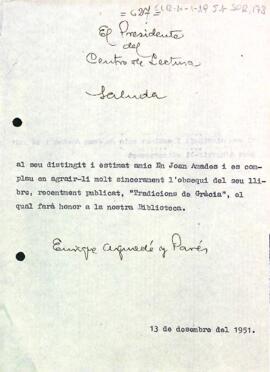 = 627 =
El Presidente
del
Centro de Lectura
Saluda
al seu distingit i estimat amic En Joan Amades i es com-
plau en agrair-li molt sincerament l'obsequi del seu lli-
bre, recentment publicat, "Tradicions de Gràcia", el
qual farà honor a la nostra Biblioteca.
Enrique Aguadé y Parés
13 de desembre del 1951.